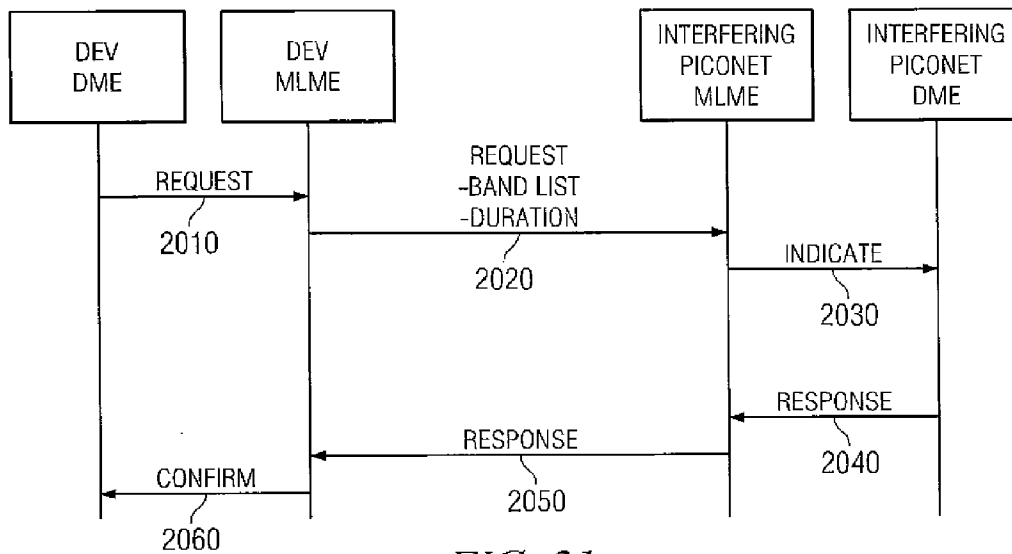 DEV
DME
DEV
MLME
INTERFERING
PICONET
MLME
INTERFERING
PICONET
DME
REQUEST
2010
REQUEST
-BAND LIST
-DURATION
2020
INDICATE
2030
RESPONSE
2040
RESPONSE
2050
CONFIRM
2060